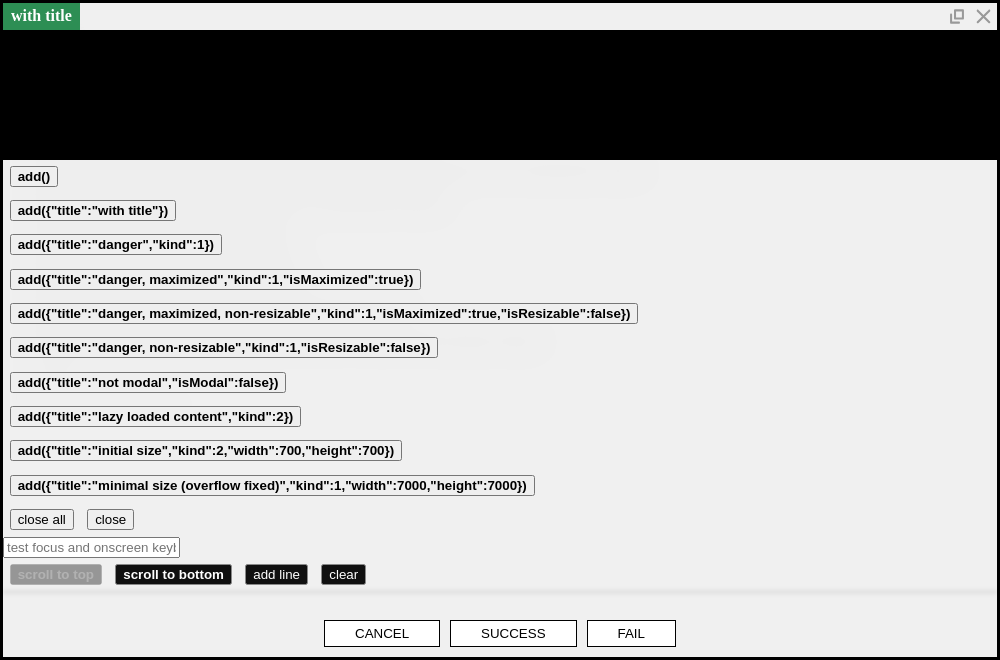 with title
add()
add({"title":"with title"})
add({"title":"danger","kind":1})
add({"title":"danger, maximized","kind":1,"isMaximized":true})
add({"title":"danger, maximized, non-resizable","kind":1,"isMaximized":true,"isResizable":false})
add({"title":"danger, non-resizable","kind":1,"isResizable":false})
add({"title":"not modal","isModal":false})
add({"title":"lazy loaded content","kind":2})
add({"title":"initial size","kind":2,"width":700,"height":700})
add({"title":"minimal size (overflow fixed)","kind":1,"width":7000,"height":7000})
close all close
test focus and onscreen keyb
scroll to top scroll to bottom add line clear
CANCEL SUCCESS FAIL